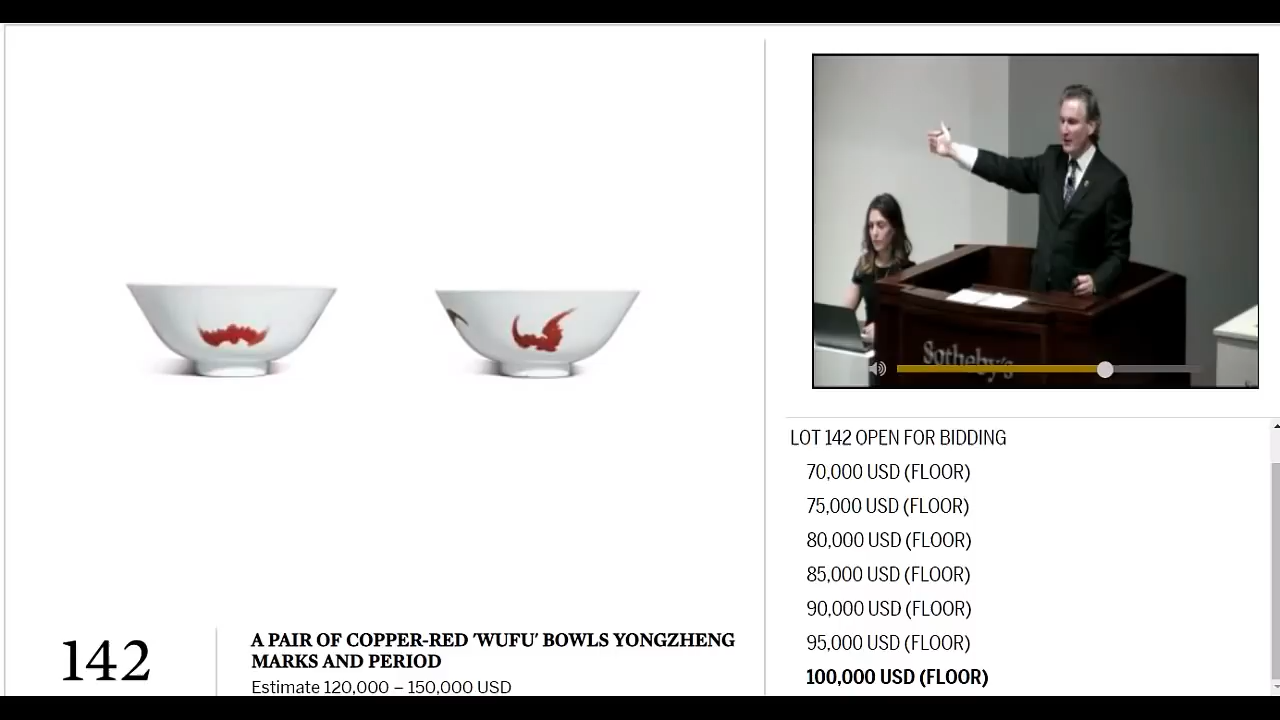 142
A PAIR OF COPPER-RED 'WUFU' BOWLS YONGZHENG
MARKS AND PERIOD
Estimate 120,000 – 150,000 USD
Sotheby's
LOT 142 OPEN FOR BIDDING
70,000 USD (FLOOR)
75,000 USD (FLOOR)
80,000 USD (FLOOR)
85,000 USD (FLOOR)
90,000 USD (FLOOR)
95,000 USD (FLOOR)
100,000 USD (FLOOR)